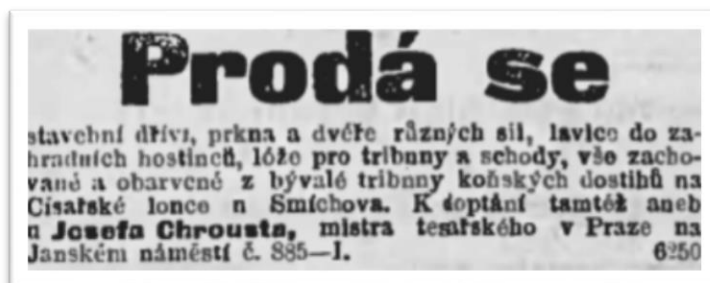 Prodá se
stavební dříví, prkna a dvéře různých sil, lavice do za-
hradních hostinců, lóže pro tribuny a schody, vše zacho-
vané a obarvené z bývalé tribuny koňských dostihů na
Císařské louce u Smíchova. K doptání tamtéž aneb
u Josefa Chrousta, mistra tesařského v Praze na
Janském náměstí č. 885—I. 6250